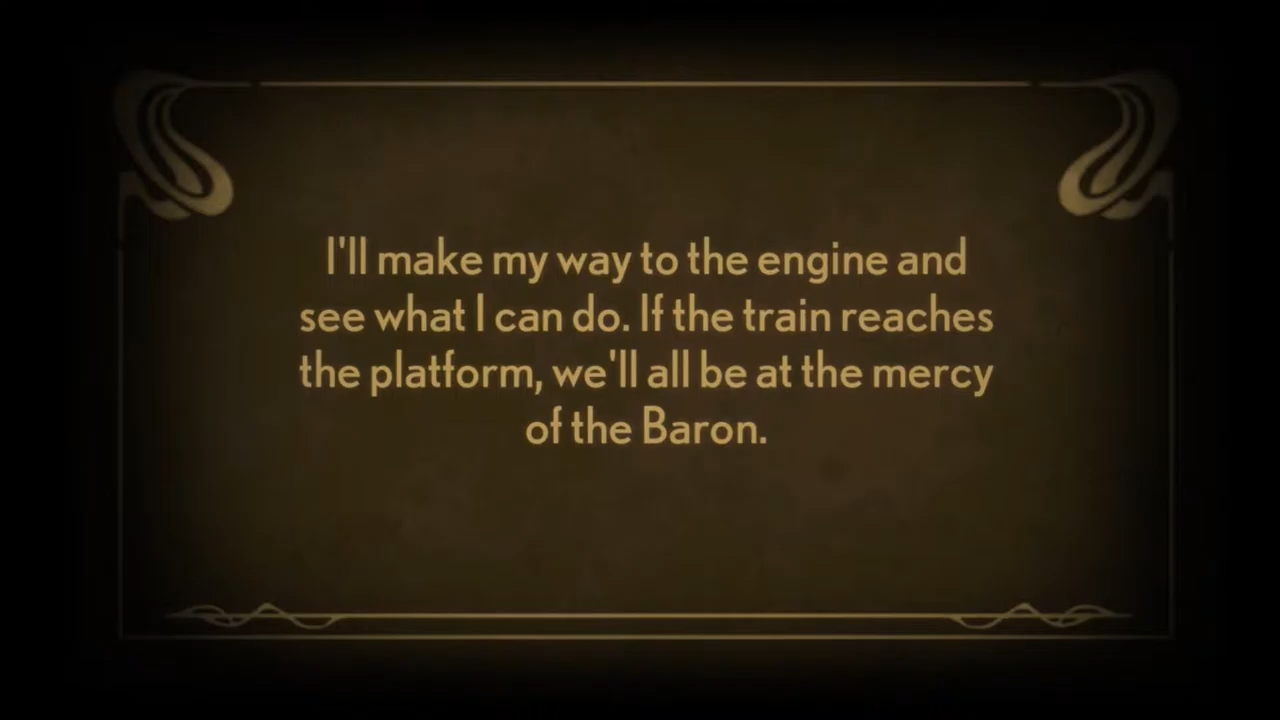 I'll make my way to the engine and
see what I can do. If the train reaches
the platform, we'll all be at the mercy
of the Baron.